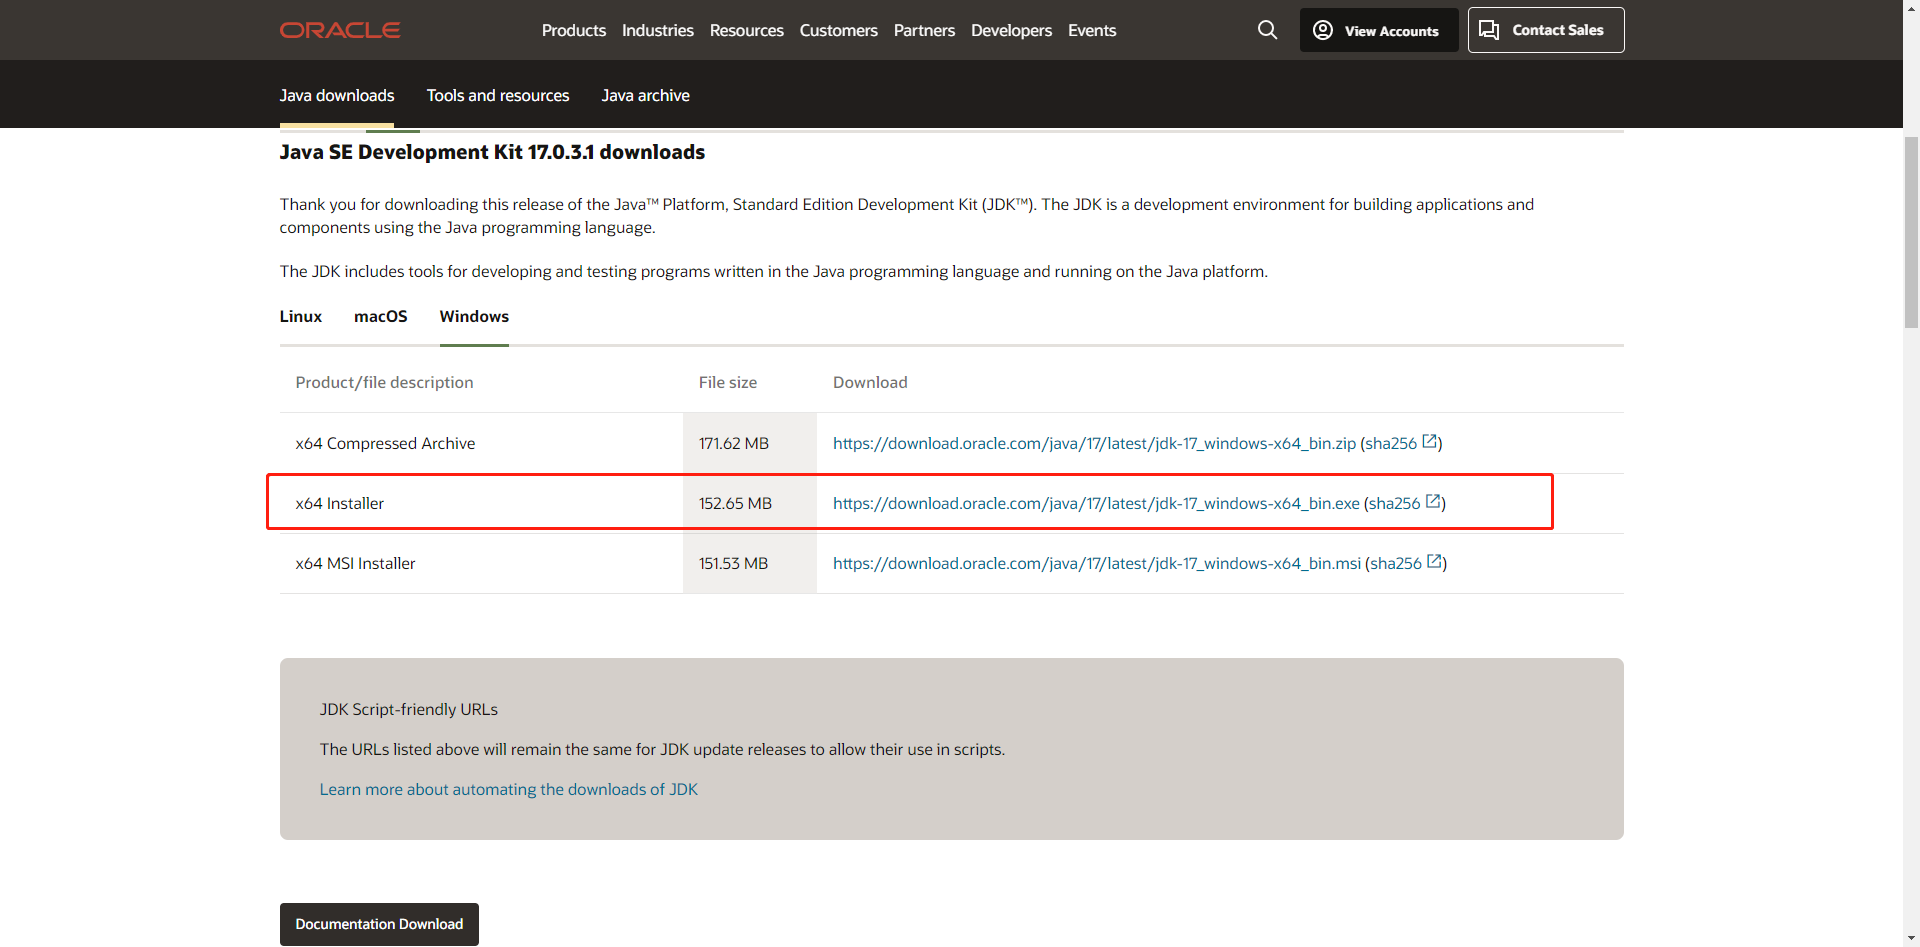 ORACLE
Products Industries Resources Customers Partners Developers Events
View Accounts
Contact Sales
Java downloads Tools and resources Java archive
Java SE Development Kit 17.0.3.1 downloads
Thank you for downloading this release of the Java™ Platform, Standard Edition Development Kit (JDK™). The JDK is a development environment for building applications and
components using the Java programming language.
The JDK includes tools for developing and testing programs written in the Java programming language and running on the Java platform.
Linux macOS Windows
Product/file description File size Download
x64 Compressed Archive 171.62 MB https://download.oracle.com/java/17/latest/jdk-17_windows-x64_bin.zip (sha256)
x64 Installer 152.65 MB https://download.oracle.com/java/17/latest/jdk-17_windows-x64_bin.exe (sha256)
x64 MSI Installer 151.53 MB https://download.oracle.com/java/17/latest/jdk-17_windows-x64_bin.msi (sha256)
JDK Script-friendly URLs
The URLs listed above will remain the same for JDK update releases to allow their use in scripts.
Learn more about automating the downloads of JDK
Documentation Download